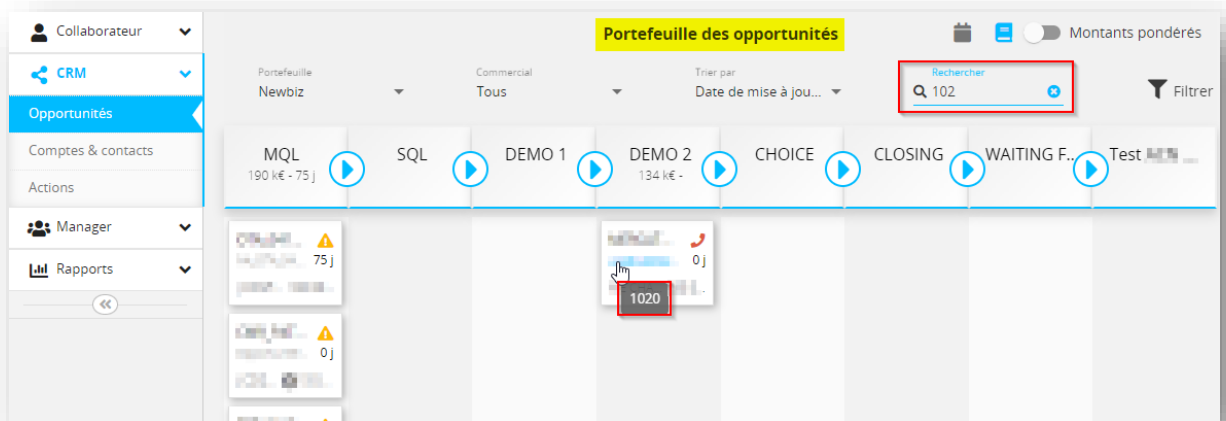 Collaborateur
CRM
Opportunités
Comptes & contacts
Actions
Manager
Rapports
Portefeuille des opportunités
Montants pondérés
Portefeuille
Newbiz
Commercial
Tous
Trier par
Date de mise à jou...
Rechercher
102
Filtrer
MQL
190 k€ - 75 j
SQL
DEMO 1
DEMO 2
134 k€ -
CHOICE
CLOSING
WAITING F...
Test
75 j
0 j
0 j
1020